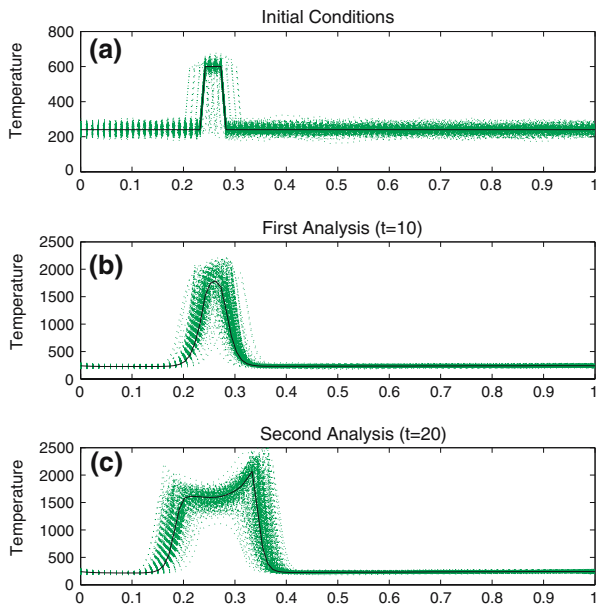 Initial Conditions
(a)
Temperature
800
600
400
200
0
0 0.1 0.2 0.3 0.4 0.5 0.6 0.7 0.8 0.9 1
First Analysis (t=10)
(b)
Temperature
2500
2000
1500
1000
500
0
0 0.1 0.2 0.3 0.4 0.5 0.6 0.7 0.8 0.9 1
Second Analysis (t=20)
(c)
Temperature
2500
2000
1500
1000
500
0
0 0.1 0.2 0.3 0.4 0.5 0.6 0.7 0.8 0.9 1